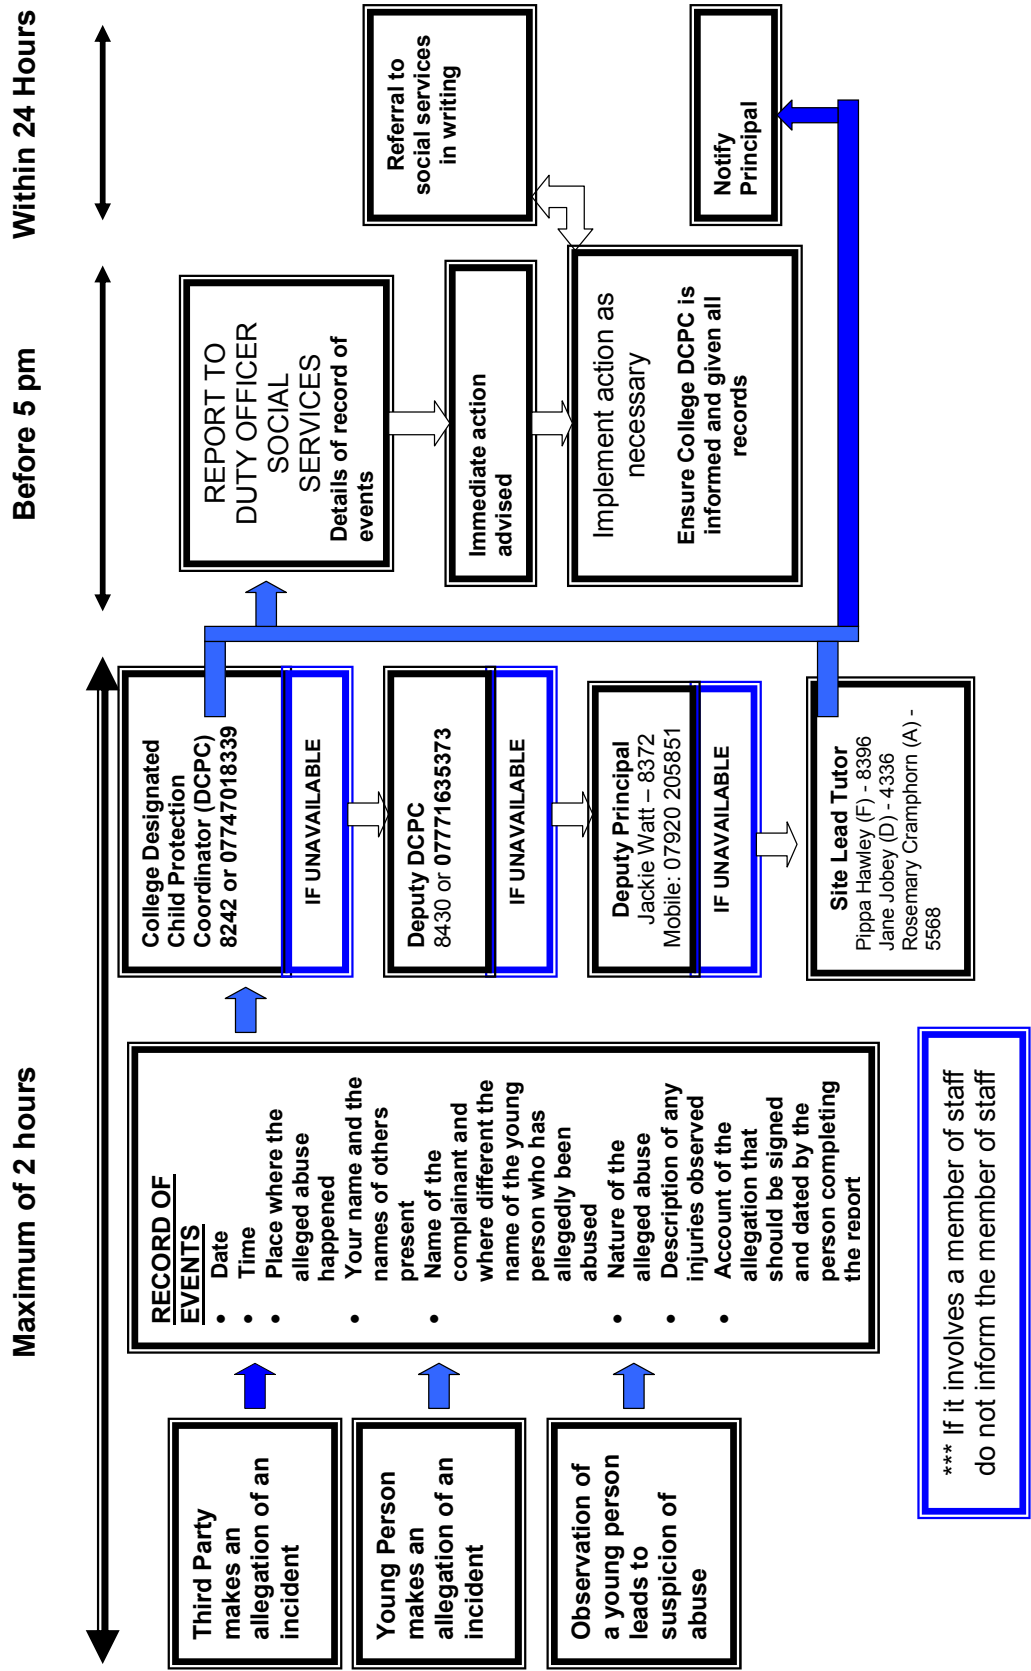 Maximum of 2 hours
Before 5 pm
Within 24 Hours
Third Party
makes an
allegation of an
incident
Young Person
makes an
allegation of an
incident
Observation of
a young person
leads to
suspicion of
abuse
RECORD OF
EVENTS
• Date
• Time
• Place where the
alleged abuse
happened
• Your name and the
names of others
present
• Name of the
complainant and
where different the
name of the young
person who has
allegedly been
abused
• Nature of the
alleged abuse
• Description of any
injuries observed
• Account of the
allegation that
should be signed
and dated by the
person completing
the report
College Designated
Child Protection
Coordinator (DCPC)
8242 or 07747018339
IF UNAVAILABLE
Deputy DCPC
8430 or 07771635373
IF UNAVAILABLE
Deputy Principal
Jackie Watt – 8372
Mobile: 07920 205851
IF UNAVAILABLE
Site Lead Tutor
Pippa Hawley (F) - 8396
Jane Jobey (D) - 4336
Rosemary Cramphorn (A) -
5568
REPORT TO
DUTY OFFICER
SOCIAL
SERVICES
Details of record of
events
Immediate action
advised
Implement action as
necessary
Ensure College DCPC is
informed and given all
records
Referral to
social services
in writing
Notify
Principal
*** If it involves a member of staff
do not inform the member of staff